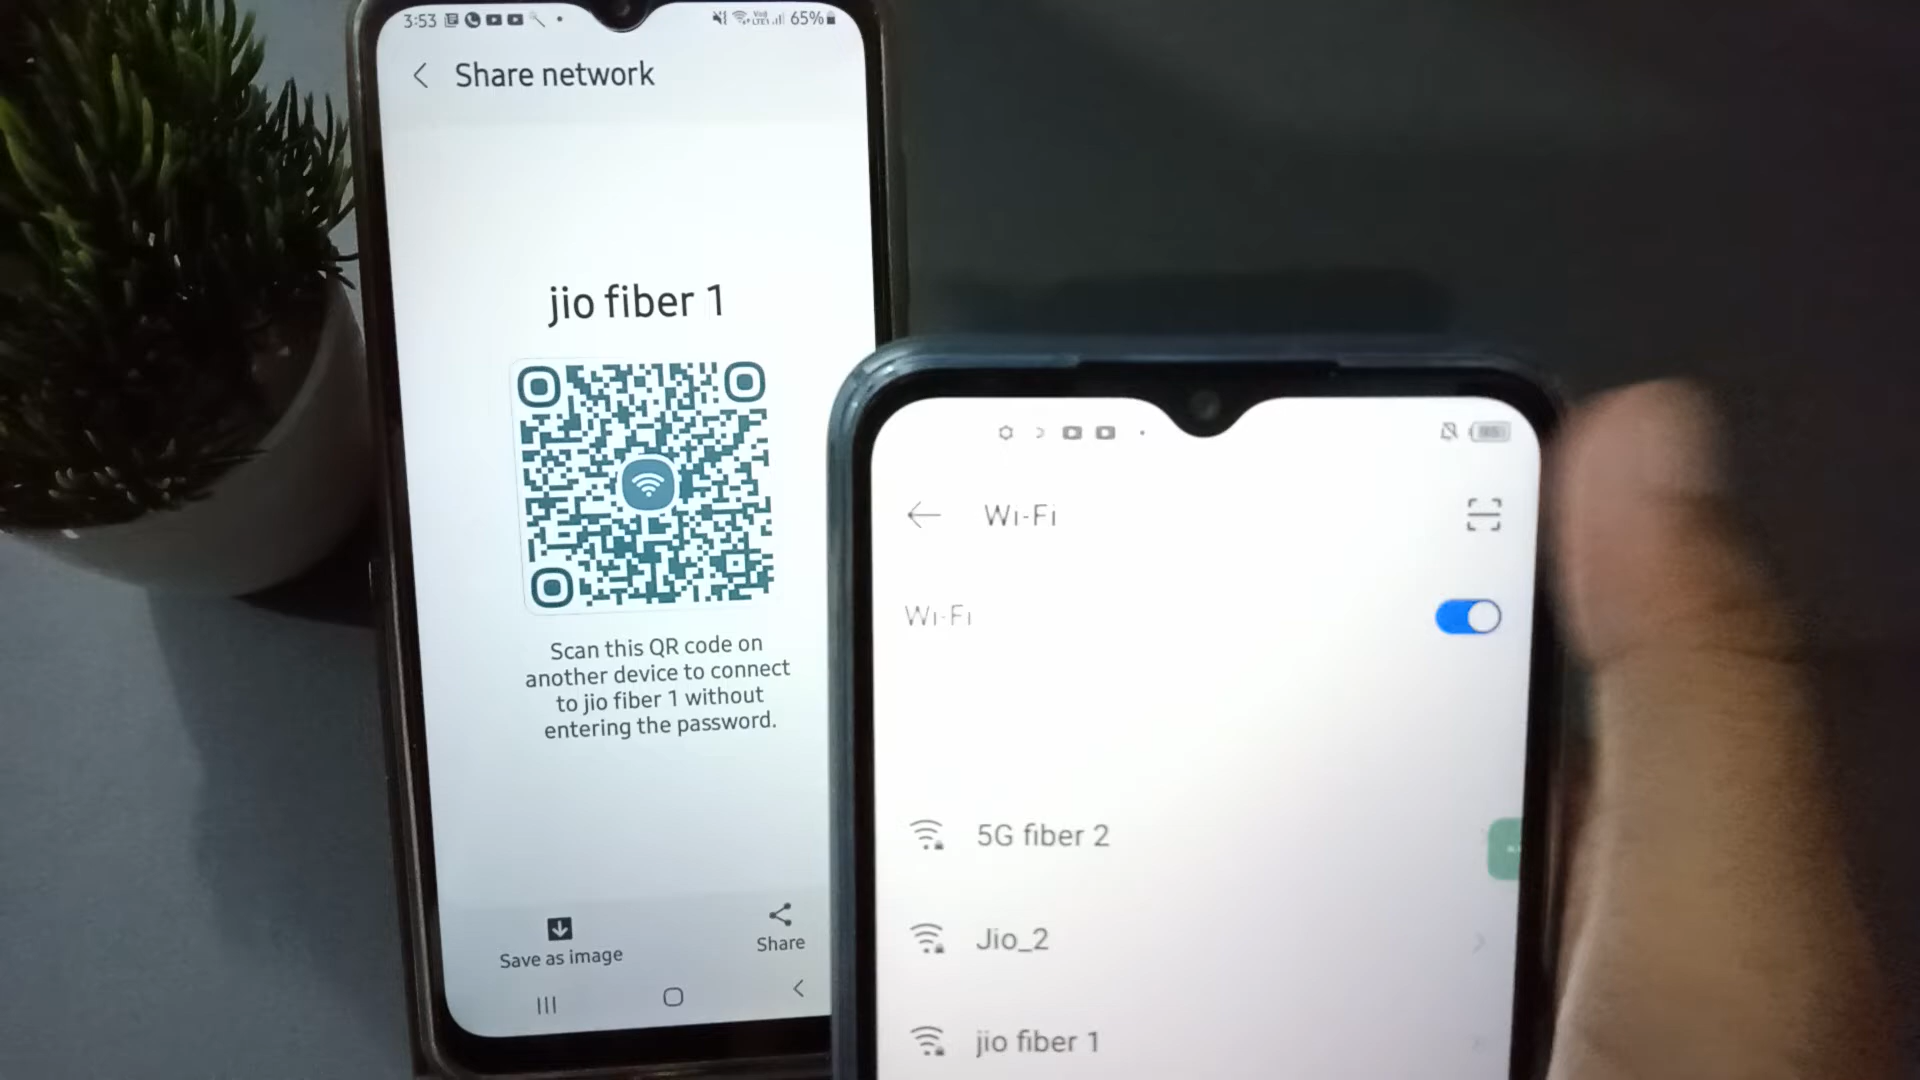 3:53
65%
Share network
jio fiber 1
Scan this QR code on
another device to connect
to jio fiber 1 without
entering the password.
Save as image
Share
Wi-Fi
Wi-Fi
5G fiber 2
Jio_2
jio fiber 1